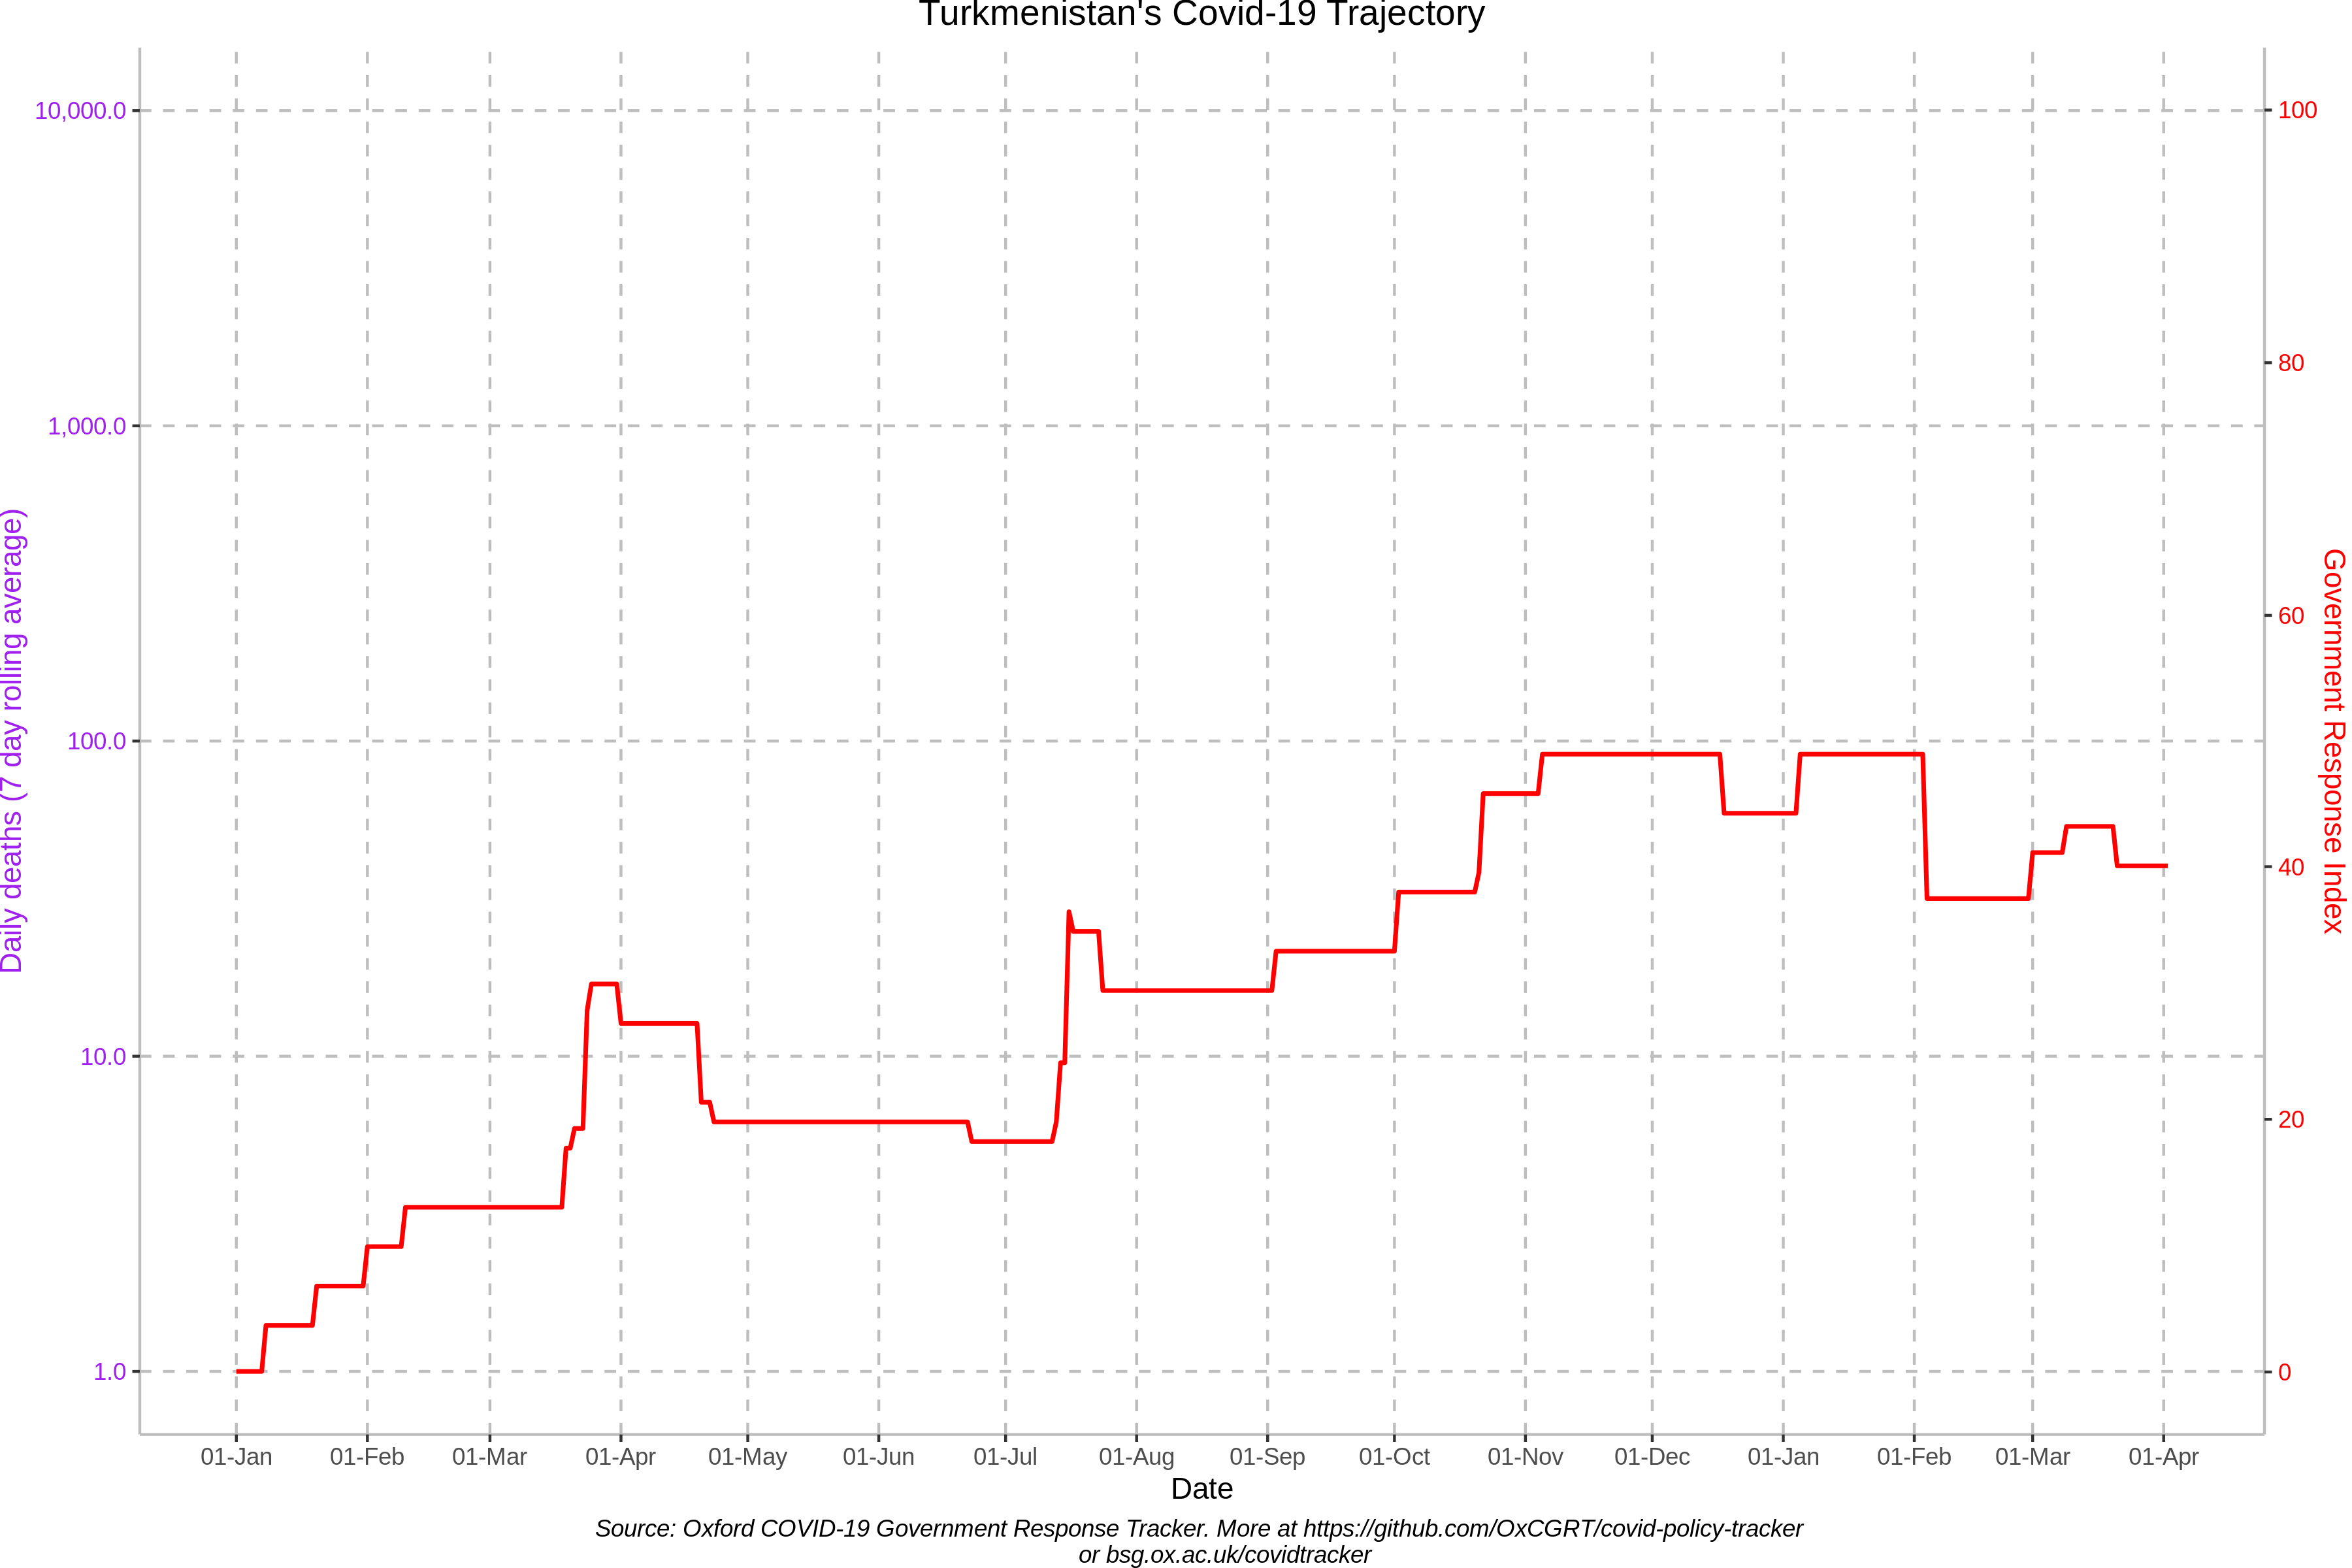 Turkmenistan's Covid-19 Trajectory
10,000.0
1,000.0
100.0
10.0
1.0
Daily deaths (7 day rolling average)
100
80
60
40
20
0
Government Response Index
01-Jan 01-Feb 01-Mar 01-Apr 01-May 01-Jun 01-Jul 01-Aug 01-Sep 01-Oct 01-Nov 01-Dec 01-Jan 01-Feb 01-Mar 01-Apr
Date
Source: Oxford COVID-19 Government Response Tracker. More at https://github.com/OxCGRT/covid-policy-tracker
or bsg.ox.ac.uk/covidtracker